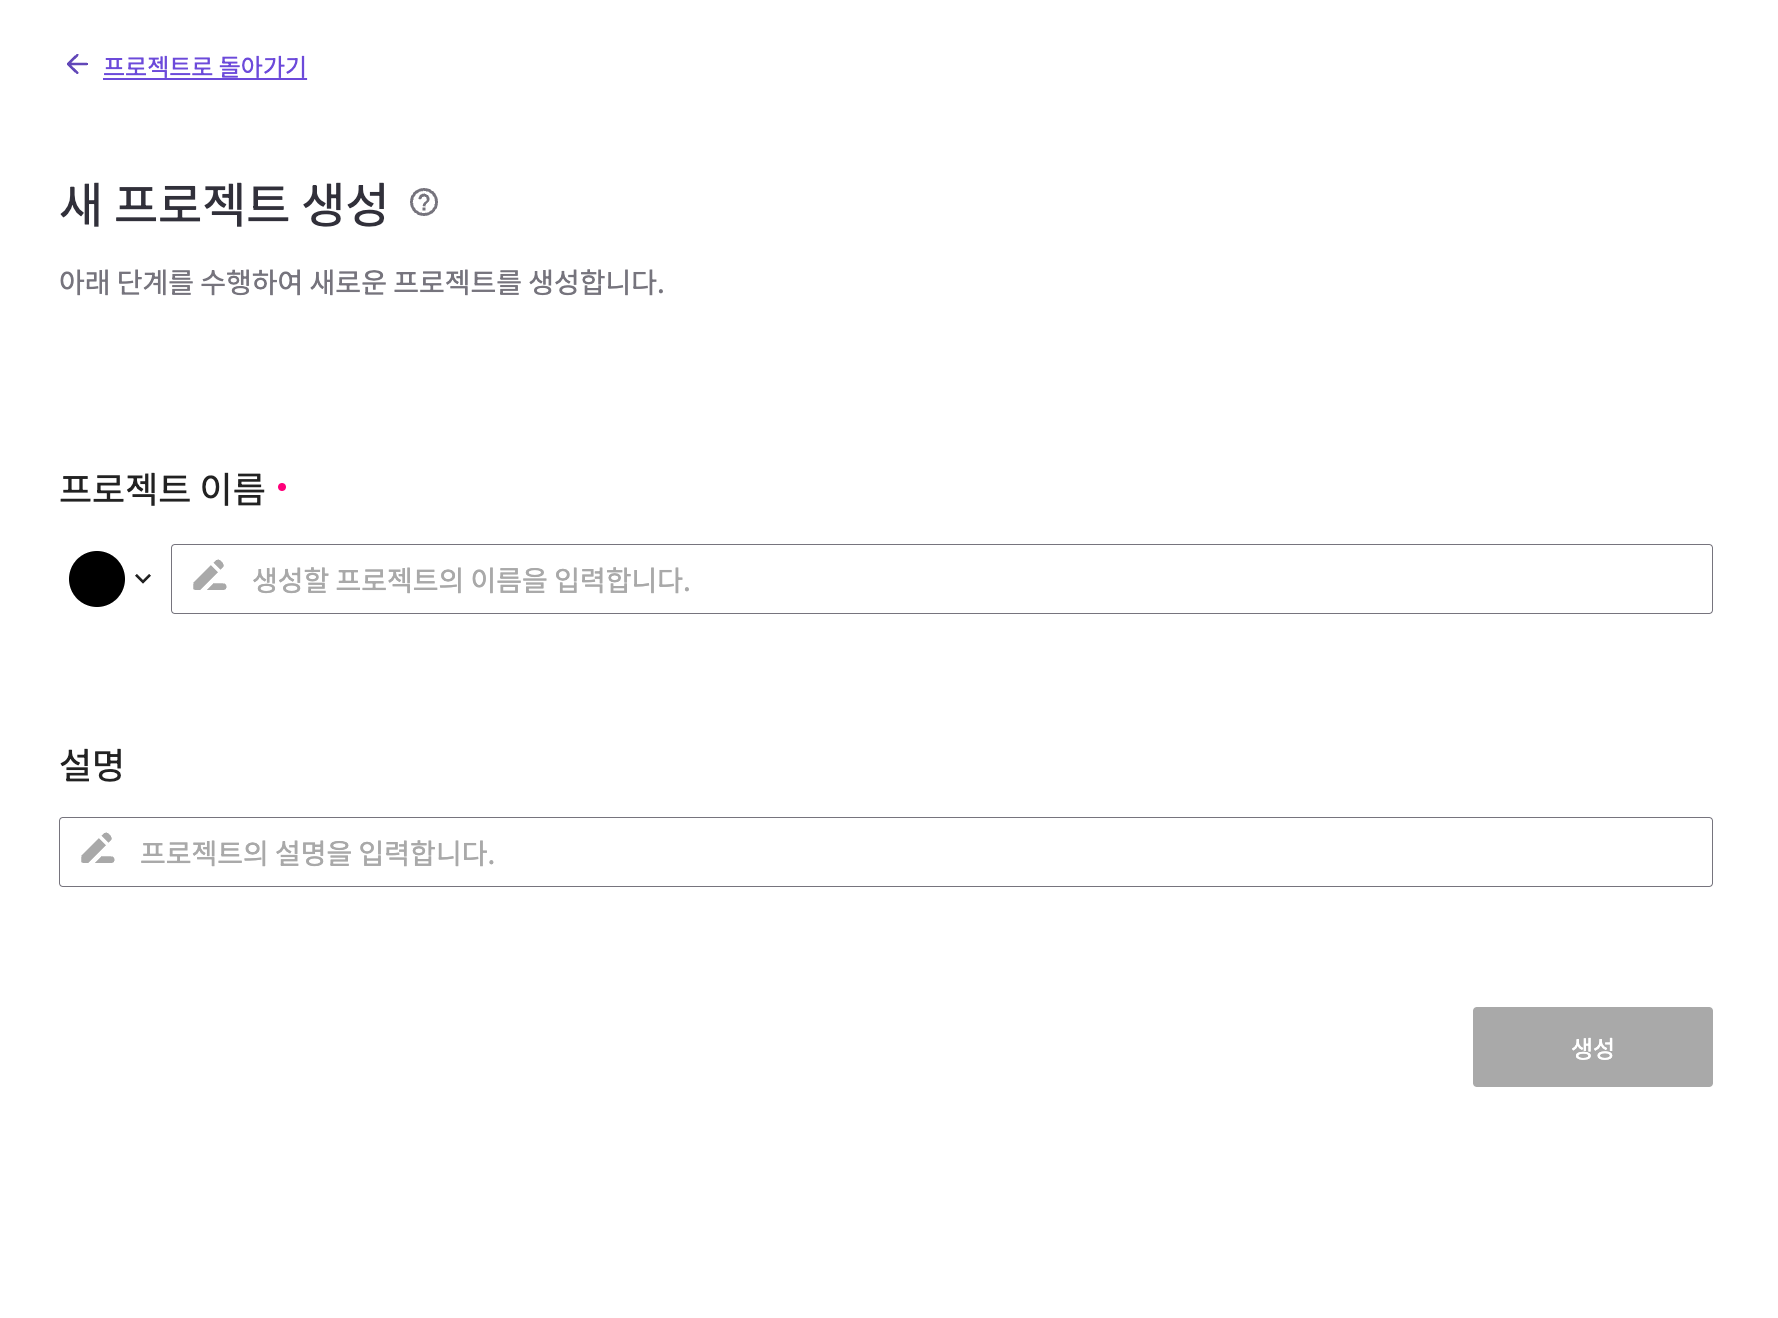 프로젝트로 돌아가기
새 프로젝트 생성
아래 단계를 수행하여 새로운 프로젝트를 생성합니다.
프로젝트 이름
생성할 프로젝트의 이름을 입력합니다.
설명
프로젝트의 설명을 입력합니다.
생성